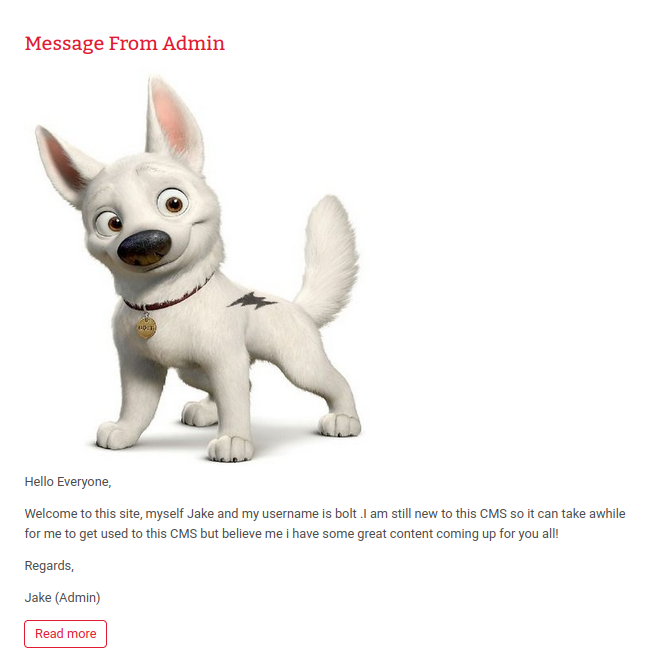 Message From Admin
Hello Everyone,
Welcome to this site, myself Jake and my username is bolt .I am still new to this CMS so it can take awhile
for me to get used to this CMS but believe me i have some great content coming up for you all!
Regards,
Jake (Admin)
Read more